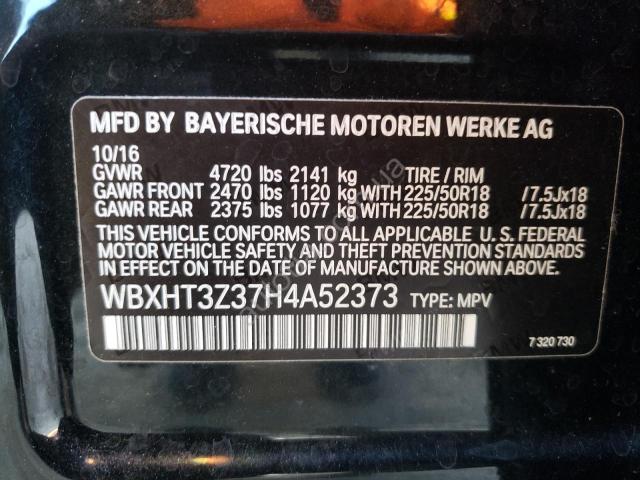 MFD BY BAYERISCHE MOTOREN WERKE AG
10/16
GVWR 4720 lbs 2141 kg TIRE / RIM
GAWR FRONT 2470 lbs 1120 kg WITH 225/50R18 /7.5Jx18
GAWR REAR 2375 lbs 1077 kg WITH 225/50R18 /7.5Jx18
THIS VEHICLE CONFORMS TO ALL APPLICABLE U. S. FEDERAL
MOTOR VEHICLE SAFETY AND THEFT PREVENTION STANDARDS
IN EFFECT ON THE DATE OF MANUFACTURE SHOWN ABOVE.
WBXHT3Z37H4A52373 TYPE: MPV
7 320 730